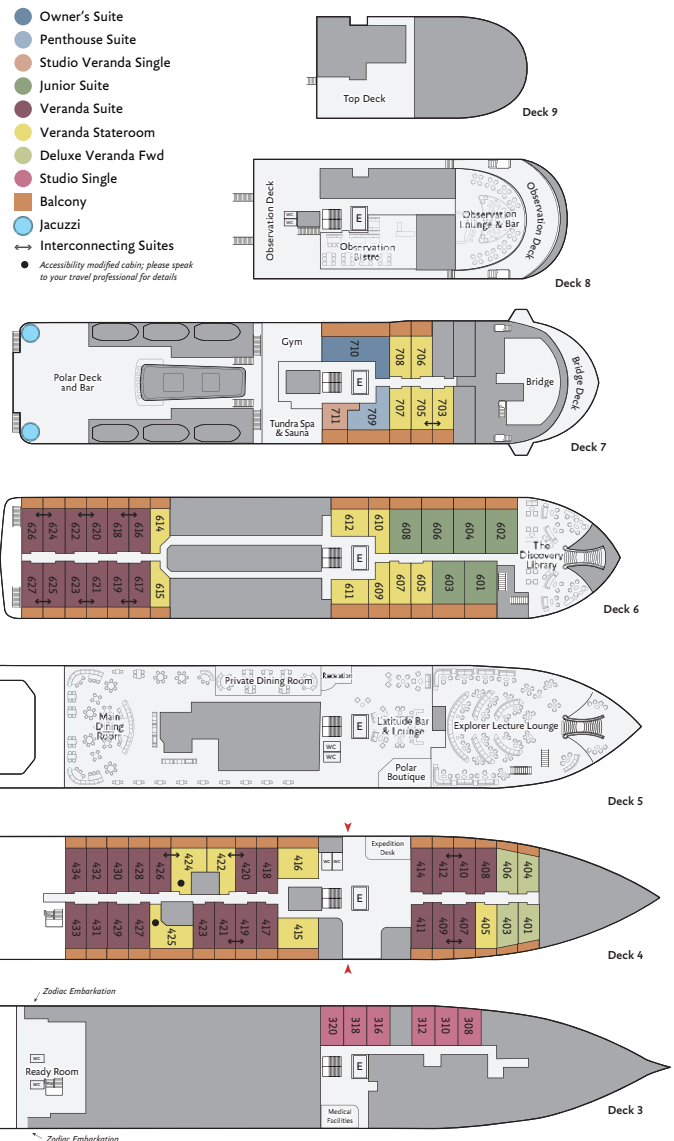 Owner's Suite
Penthouse Suite
Studio Veranda Single
Junior Suite
Veranda Suite
Veranda Stateroom
Deluxe Veranda Fwd
Studio Single
Balcony
Jacuzzi
Interconnecting Suites
Accessibility modified cabin; please speak
to your travel professional for details
Top Deck
Deck 9
Observation Deck
WC
WC
E
Observation
Bistro
Observation
Lounge & Bar
Observation Deck
Deck 8
Polar Deck
and Bar
Gym
Tundra Spa
& Sauna
710
708
706
E
711
709
707
705
703
Bridge
Bridge Deck
Deck 7
626
624
622
620
618
616
614
612
610
608
606
604
602
E
627
625
623
621
619
617
615
611
609
607
605
603
601
The
Discovery
Library
Deck 6
Main
Dining
Room
Private Dining Room
Reception
E
WC
WC
Latitude Bar
& Lounge
Polar
Boutique
Explorer Lecture Lounge
Deck 5
434
432
430
428
426
424
422
420
418
416
WC
WC
Expedition
Desk
414
412
410
408
406
404
E
433
431
429
427
425
423
421
419
417
415
411
409
407
405
403
401
Deck 4
Zodiac Embarkation
Ready Room
WC
WC
320
318
316
312
310
308
E
Medical
Facilities
Deck 3
Zodiac Embarkation